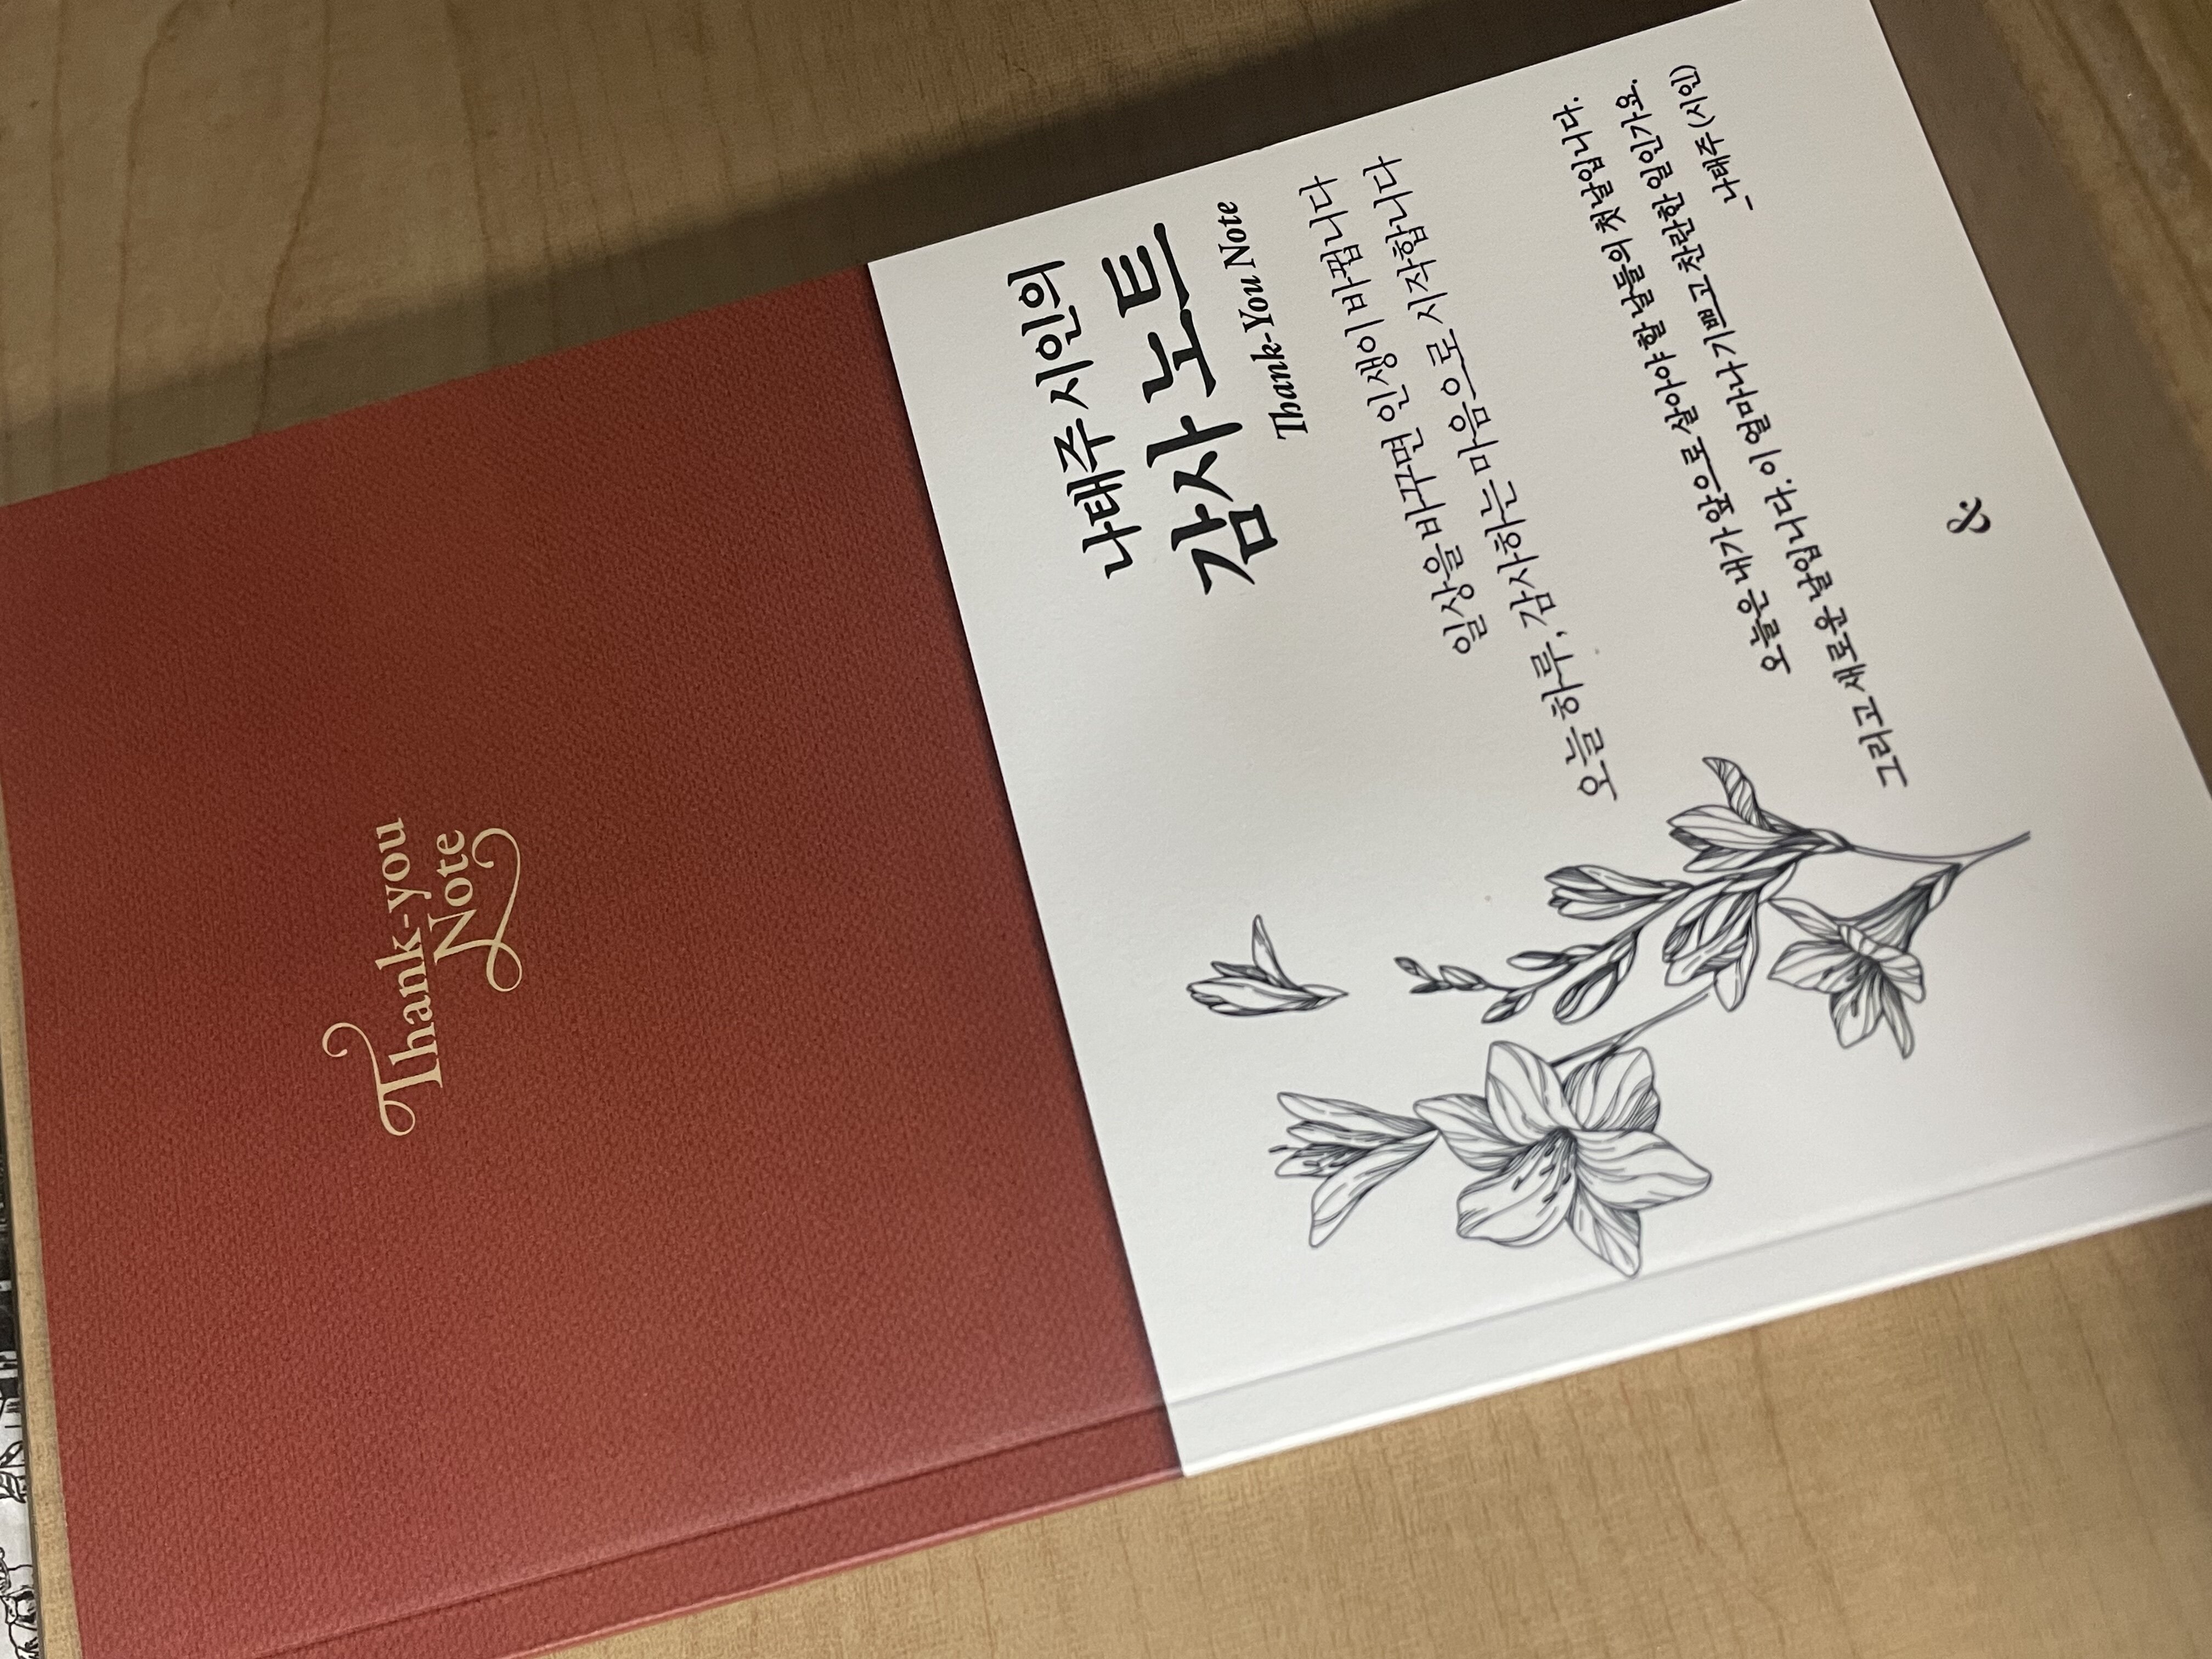 Thank-you
Note
나태주 시인의
감사 노트
Thank-You Note
일상을 바꾸면 인생이 바뀝니다
오늘 하루, 감사하는 마음으로 시작합니다
오늘은 내가 앞으로 살아야 할 날들의 첫 날입니다.
그리고 새로운 날입니다. 이 얼마나 기쁘고 찬란한 일인가요.
_나태주(시인)
&